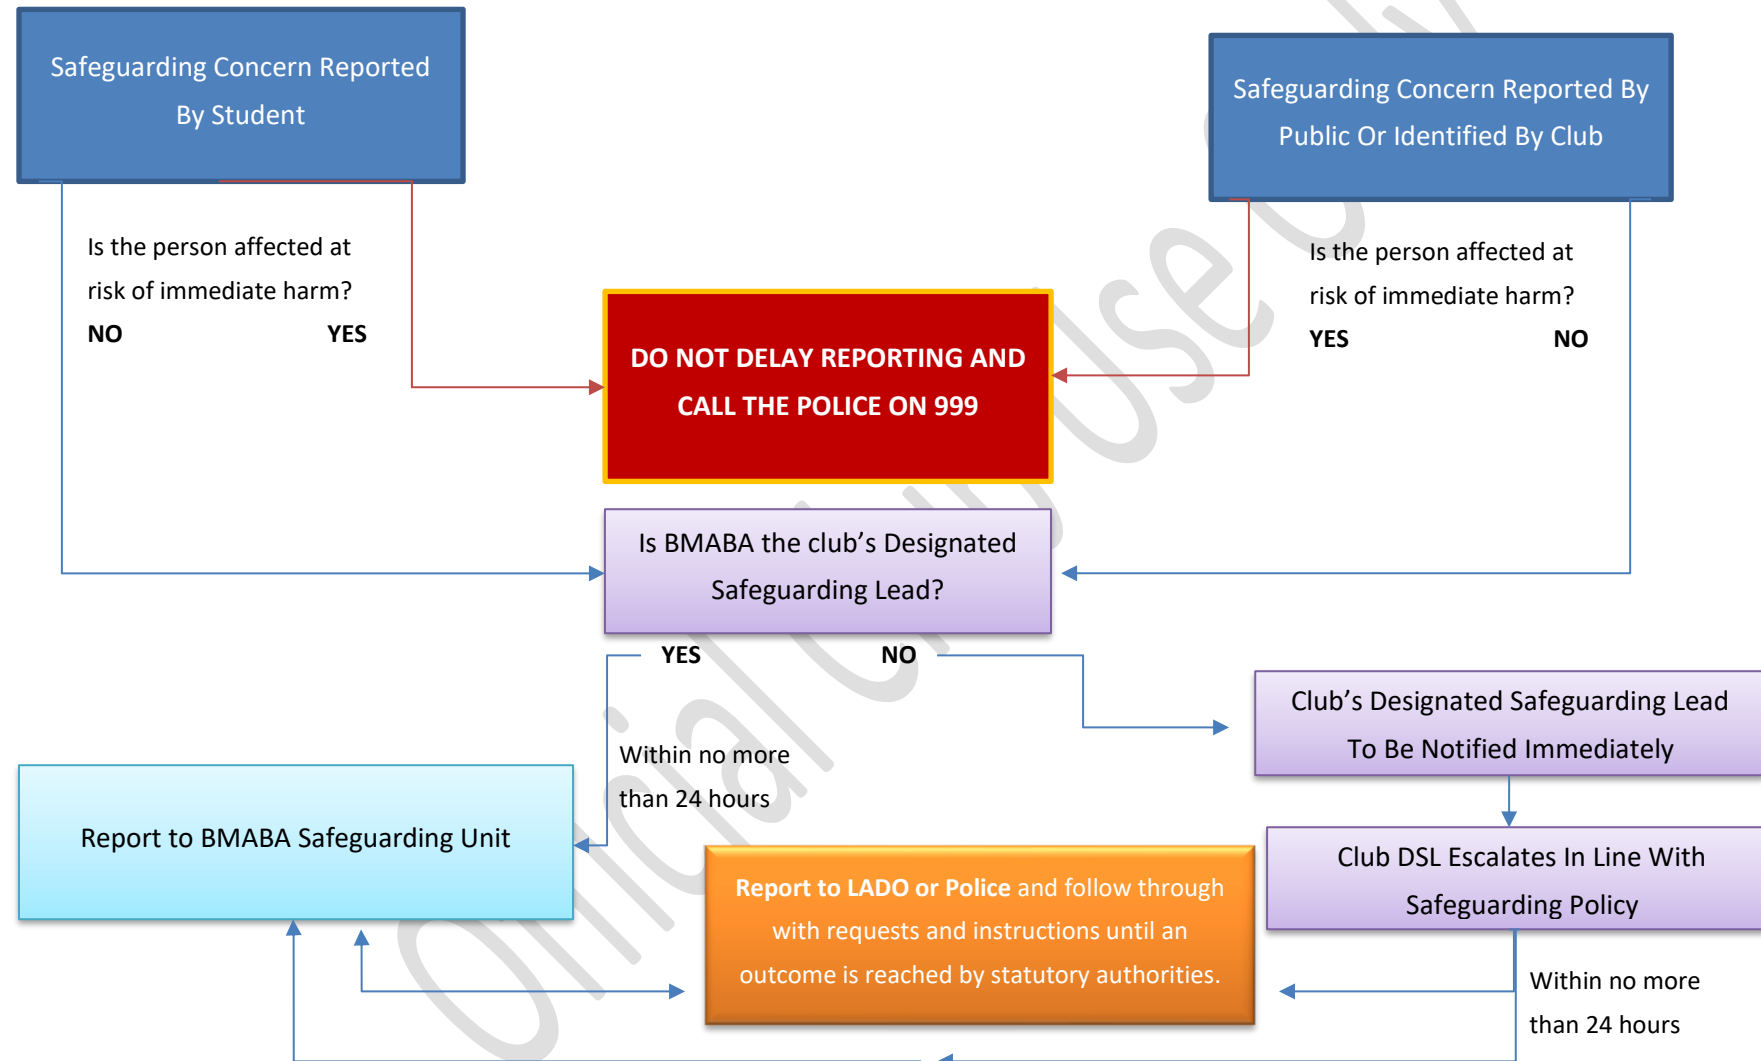 Safeguarding Concern Reported
By Student
Safeguarding Concern Reported By
Public Or Identified By Club
Is the person affected at
risk of immediate harm?
NO YES
Is the person affected at
risk of immediate harm?
YES NO
DO NOT DELAY REPORTING AND
CALL THE POLICE ON 999
Is BMABA the club’s Designated
Safeguarding Lead?
YES NO
Within no more
than 24 hours
Club’s Designated Safeguarding Lead
To Be Notified Immediately
Report to BMABA Safeguarding Unit
Club DSL Escalates In Line With
Safeguarding Policy
Report to LADO or Police and follow through
with requests and instructions until an
outcome is reached by statutory authorities.
Within no more
than 24 hours
Official Club Use Only